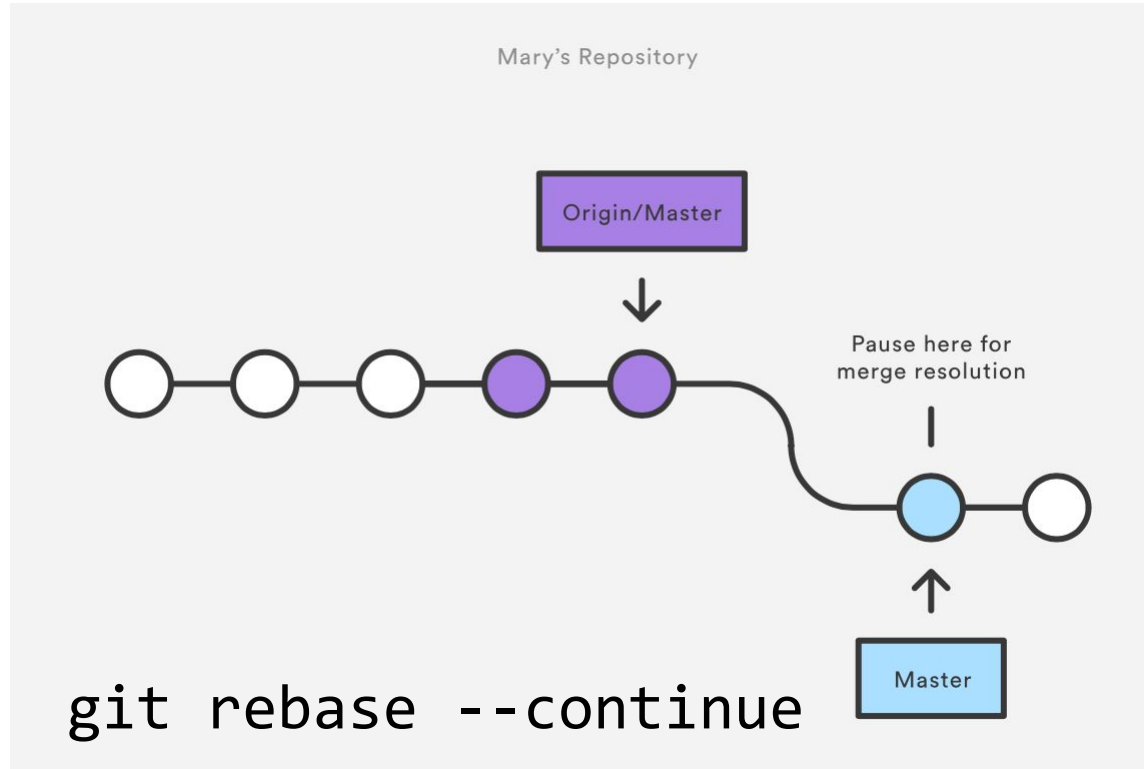 Mary’s Repository
Origin/Master
Pause here for
merge resolution
Master
git rebase --continue